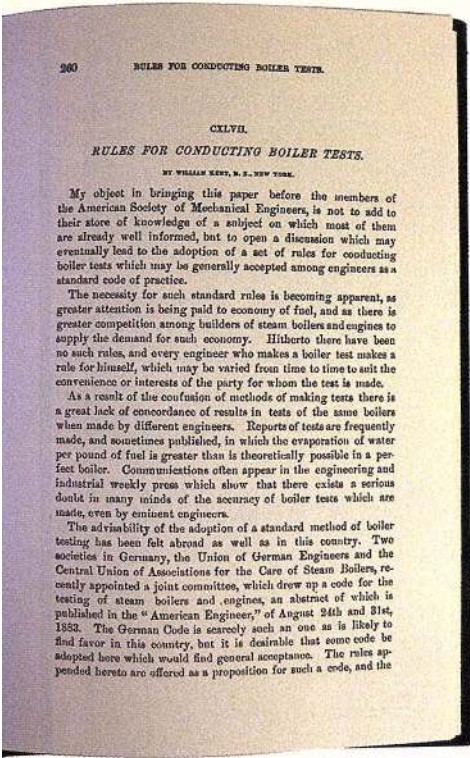 260 RULES FOR CONDUCTING BOILER TESTS.
CXLVII.
RULES FOR CONDUCTING BOILER TESTS.
BY WILLIAM KENT, M. E., NEW YORK.
My object in bringing this paper before the members of
the American Society of Mechanical Engineers, is not to add to
their store of knowledge of a subject on which most of them
are already well informed, but to open a discussion which may
eventually lead to the adoption of a set of rules for conducting
boiler tests which may be generally accepted among engineers as a
standard code of practice.
The necessity for such standard rules is becoming apparent, as
greater attention is being paid to economy of fuel, and as there is
greater competition among builders of steam boilers and engines to
supply the demand for such economy. Hitherto there have been
no such rules, and every engineer who makes a boiler test makes a
rule for himself, which may be varied from time to time to suit the
convenience or interests of the party for whom the test is made.
As a result of the confusion of methods of making tests there is
a great lack of concordance of results in tests of the same boilers
when made by different engineers. Reports of tests are frequently
made, and sometimes published, in which the evaporation of water
per pound of fuel is greater than is theoretically possible in a per-
fect boiler. Communications often appear in the engineering and
industrial weekly press which show that there exists a serious
doubt in many minds of the accuracy of boiler tests which are
made, even by eminent engineers.
The advisability of the adoption of a standard method of boiler
testing has been felt abroad as well as in this country. Two
societies in Germany, the Union of German Engineers and the
Central Union of Associations for the Care of Steam Boilers, re-
cently appointed a joint committee, which drew up a code for the
testing of steam boilers and engines, an abstract of which is
published in the "American Engineer," of August 24th and 31st,
1883. The German Code is scarcely such an one as is likely to
find favor in this country, but it is desirable that some code be
adopted here which would find general acceptance. The rules ap-
pended hereto are offered as a proposition for such a code, and the